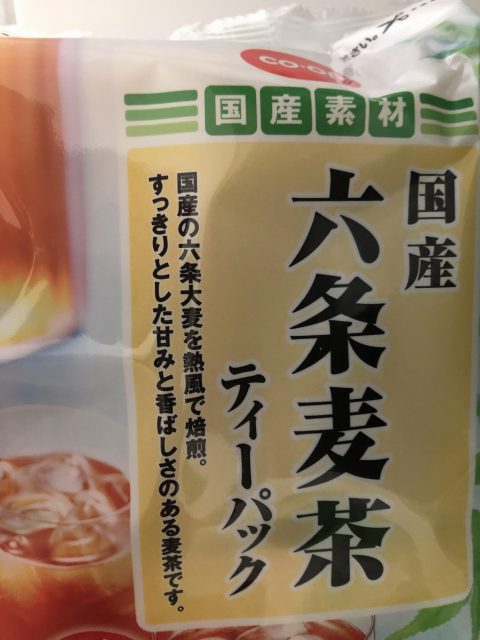 CO・OP
国産素材
国産
六条麦茶
ティーパック
国産の六条大麦を熱風で焙煎。
すっきりとした甘みと香ばしさのある麦茶です。